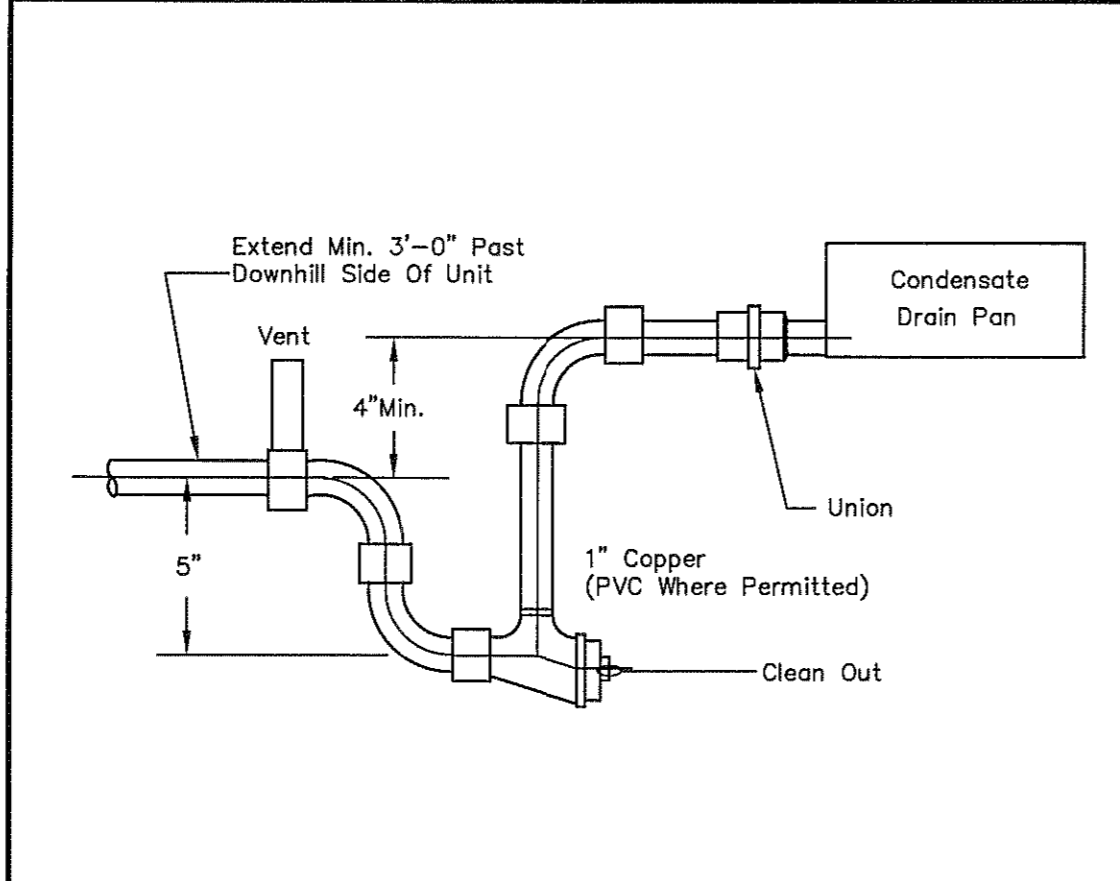 Extend Min. 3'-0" Past
Downhill Side Of Unit
Vent
Condensate
Drain Pan
4"Min.
Union
5"
1" Copper
(PVC Where Permitted)
Clean Out